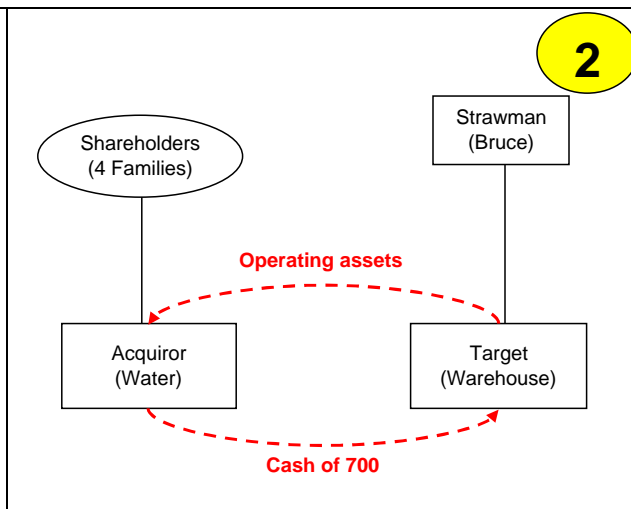 2
Shareholders
(4 Families)
Strawman
(Bruce)
Operating assets
Acquiror
(Water)
Target
(Warehouse)
Cash of 700